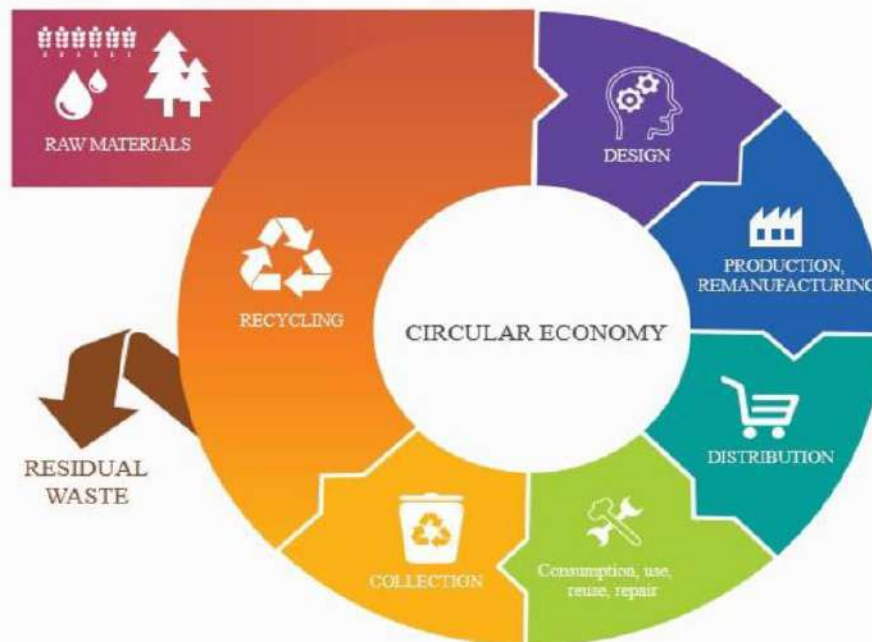 RAW MATERIALS
DESIGN
PRODUCTION,
REMANUFACTURING
RECYCLING
CIRCULAR ECONOMY
DISTRIBUTION
RESIDUAL
WASTE
COLLECTION
Consumption, use,
reuse, repair